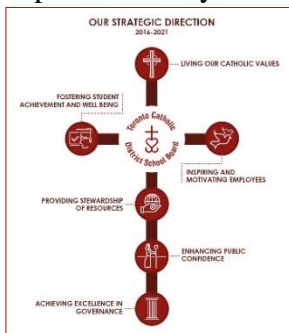 OUR STRATEGIC DIRECTION
2016-2021
LIVING OUR CATHOLIC VALUES
FOSTERING STUDENT
ACHIEVEMENT AND WELL BEING
Toronto Catholic
District School Board
INSPIRING AND
MOTIVATING EMPLOYEES
PROVIDING STEWARDSHIP
OF RESOURCES
ENHANCING PUBLIC
CONFIDENCE
ACHIEVING EXCELLENCE IN
GOVERNANCE